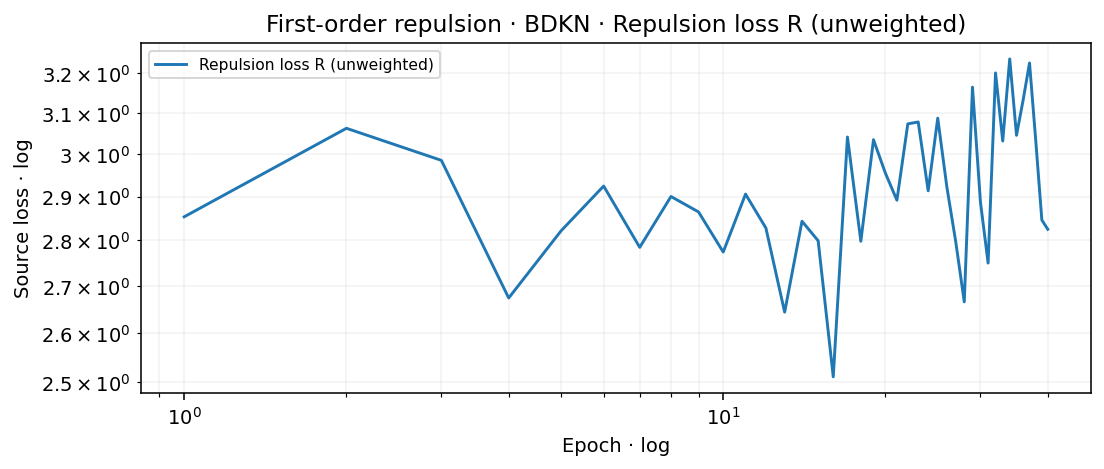 First-order repulsion · BDKN · Repulsion loss R (unweighted)
Repulsion loss R (unweighted)
Source loss · log
3.2 × 10⁰
3.1 × 10⁰
3 × 10⁰
2.9 × 10⁰
2.8 × 10⁰
2.7 × 10⁰
2.6 × 10⁰
2.5 × 10⁰
10⁰ 10¹
Epoch · log